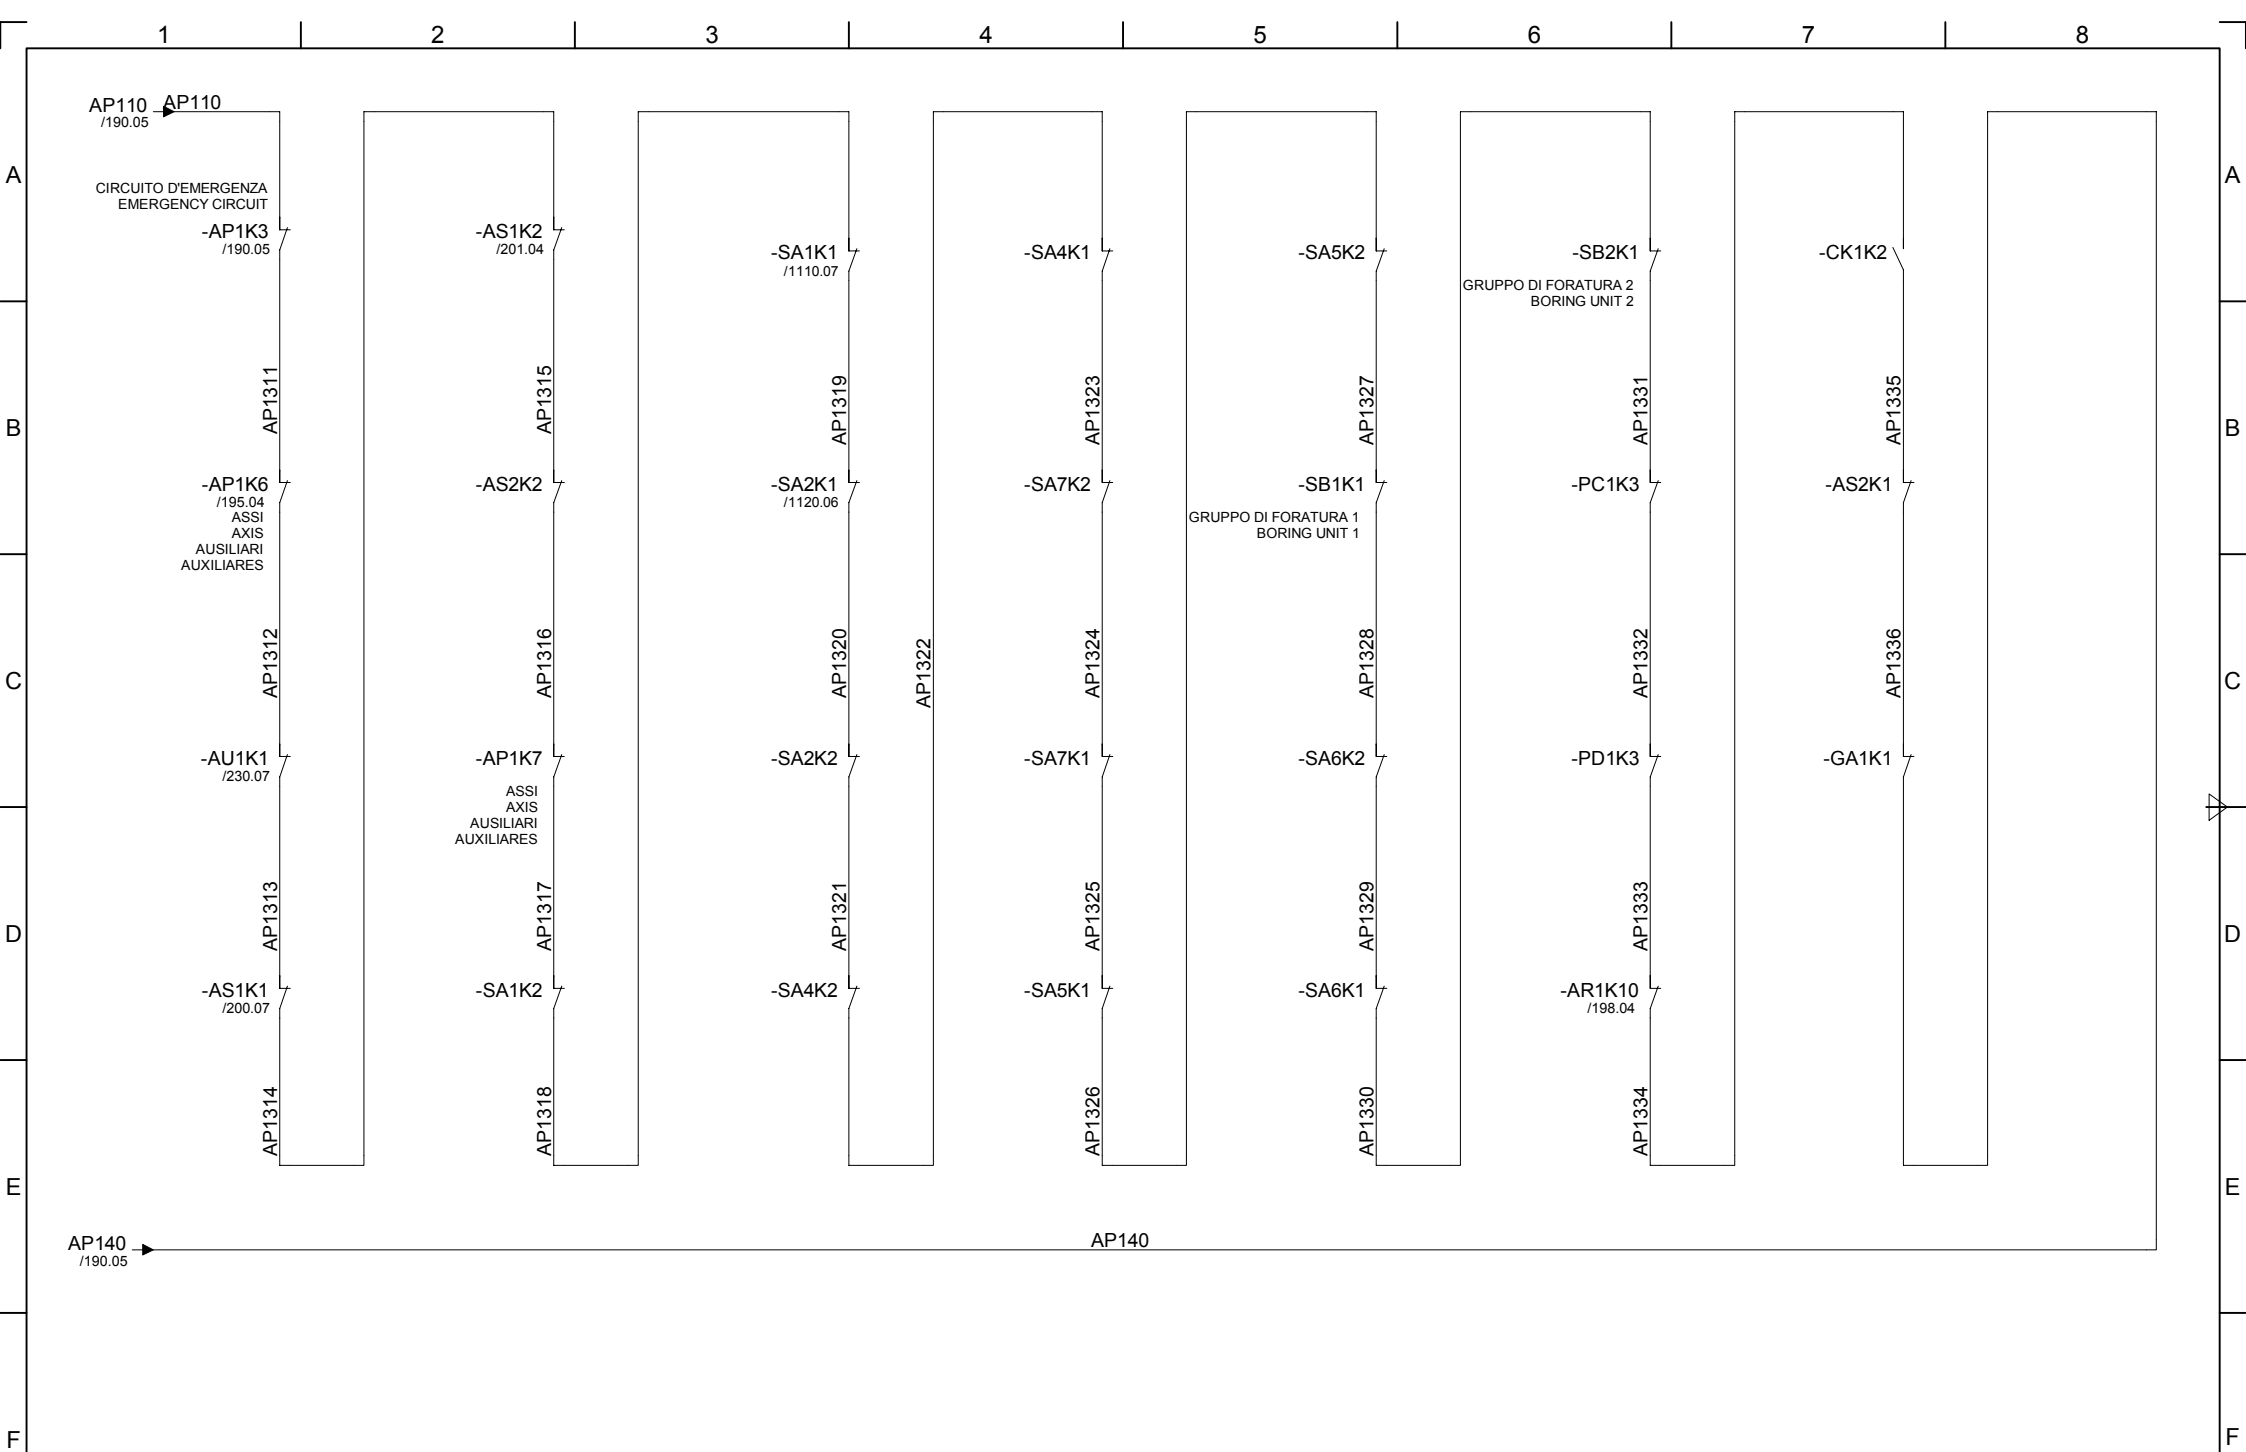 1 2 3 4 5 6 7 8
AP110 AP110
/190.05
A A
CIRCUITO D'EMERGENZA
EMERGENCY CIRCUIT
-AP1K3
/190.05
-AS1K2
/201.04
-SA1K1
/1110.07
-SA4K1
-SA5K2
-SB2K1
GRUPPO DI FORATURA 2
BORING UNIT 2
-CK1K2
AP1311
AP1315
AP1319
AP1323
AP1327
AP1331
AP1335
B B
-AP1K6
/195.04
ASSI
AXIS
AUSILIARI
AUXILIARES
-AS2K2
-SA2K1
/1120.06
-SA7K2
-SB1K1
GRUPPO DI FORATURA 1
BORING UNIT 1
-PC1K3
-AS2K1
AP1312
AP1316
AP1320
AP1322
AP1324
AP1328
AP1332
AP1336
C C
-AU1K1
/230.07
-AP1K7
ASSI
AXIS
AUSILIARI
AUXILIARES
-SA2K2
-SA7K1
-SA6K2
-PD1K3
-GA1K1
AP1313
AP1317
AP1321
AP1325
AP1329
AP1333
D D
-AS1K1
/200.07
-SA1K2
-SA4K2
-SA5K1
-SA6K1
-AR1K10
/198.04
AP1314
AP1318
AP1326
AP1330
AP1334
E E
AP140
/190.05
AP140
F F